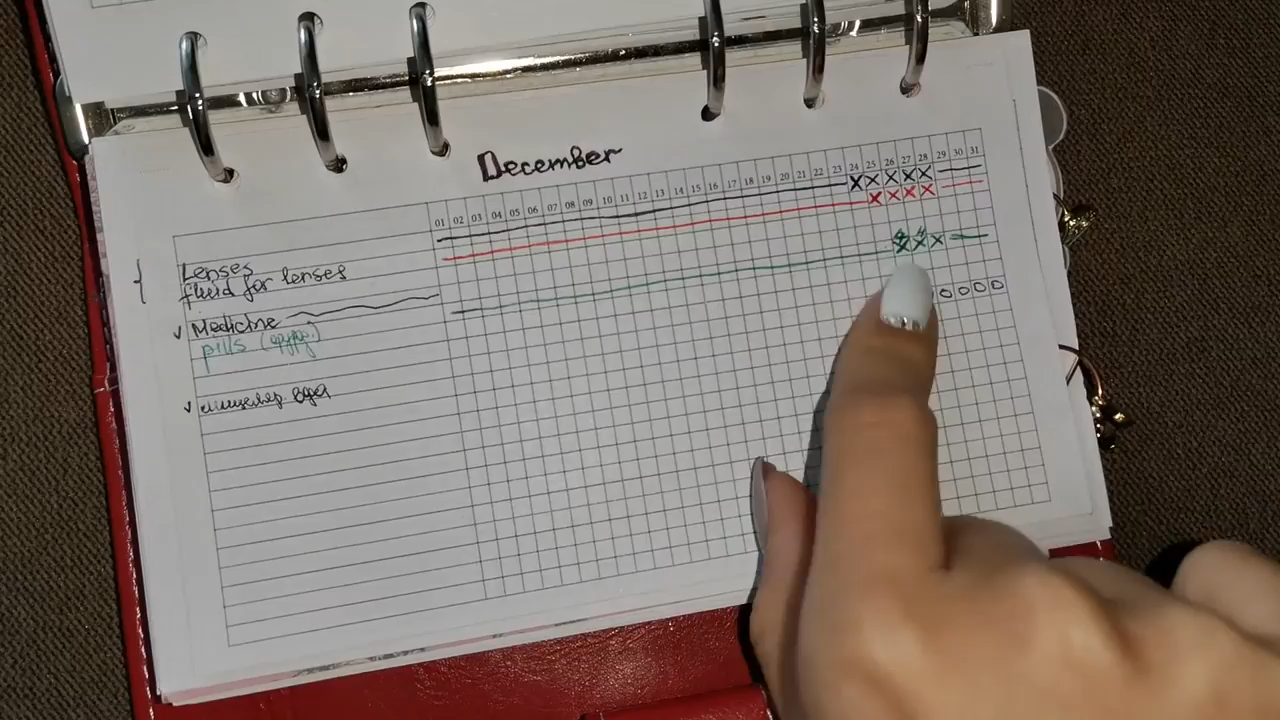 December
01 02 03 04 05 06 07 08 09 10 11 12 13 14 15 16 17 18 19 20 21 22 23 24 25 26 27 28 29 30 31
Lenses
fluid for lenses
Medicine
pills
мицеляр. вода